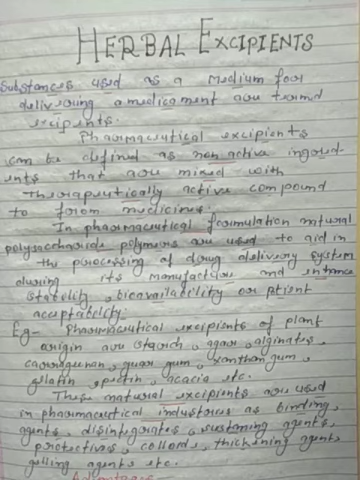 HERBAL EXCIPIENTS
Substances used as a medium for
delivering a medicament are termed
excipents.
Pharmaceutical excipients
can be defined as non active ingred-
ients that are mixed with
therapeutically active compound
to form medicines.
In pharmaceutical formulation natural
polysaccharide polymers are used to aid in
the processing of drug delivery system
during its manufacture and enhance
stability, bioavailability or ptient
acceptability.
Eg- Pharmaceutical excipients of plant
origin are starch, agar, alginates,
carrageenan, guar gum, xanthan gum,
gelatin, pectin, acacia etc.
These natural excipients are used
in pharmaceutical industries as binding,
agents, disintegrates, sustaining agents,
protectives, colloids, thickening agents
gelling agents etc.
Advantages